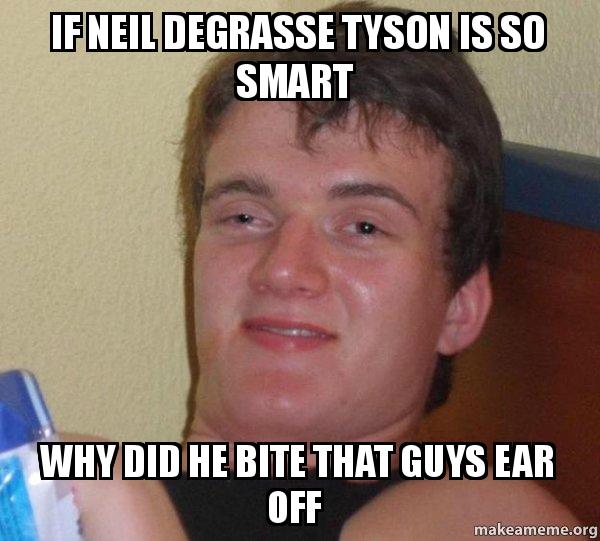 IF NEIL DEGRASSE TYSON IS SO
SMART
WHY DID HE BITE THAT GUYS EAR
OFF
makeameme.org